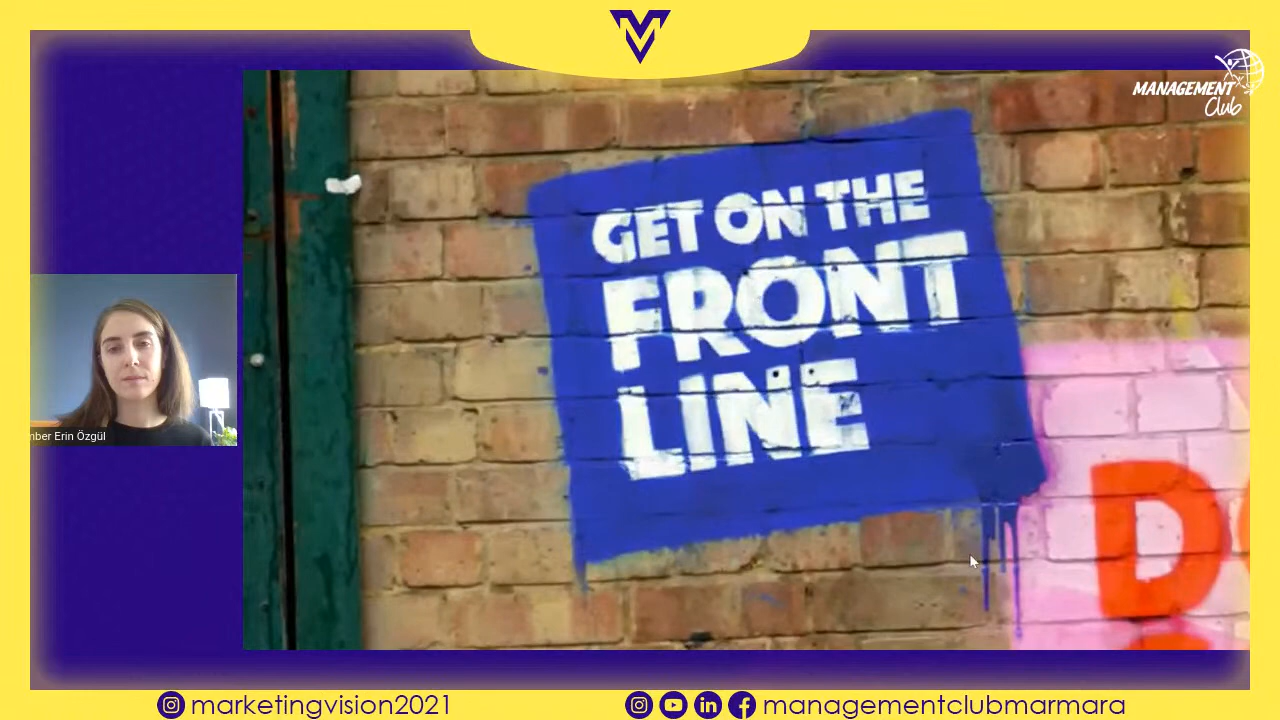 MANAGEMENT
Club
GET ON THE
FRONT
LINE
D
mber Erin Özgül
marketingvision2021
managementclubmarmara